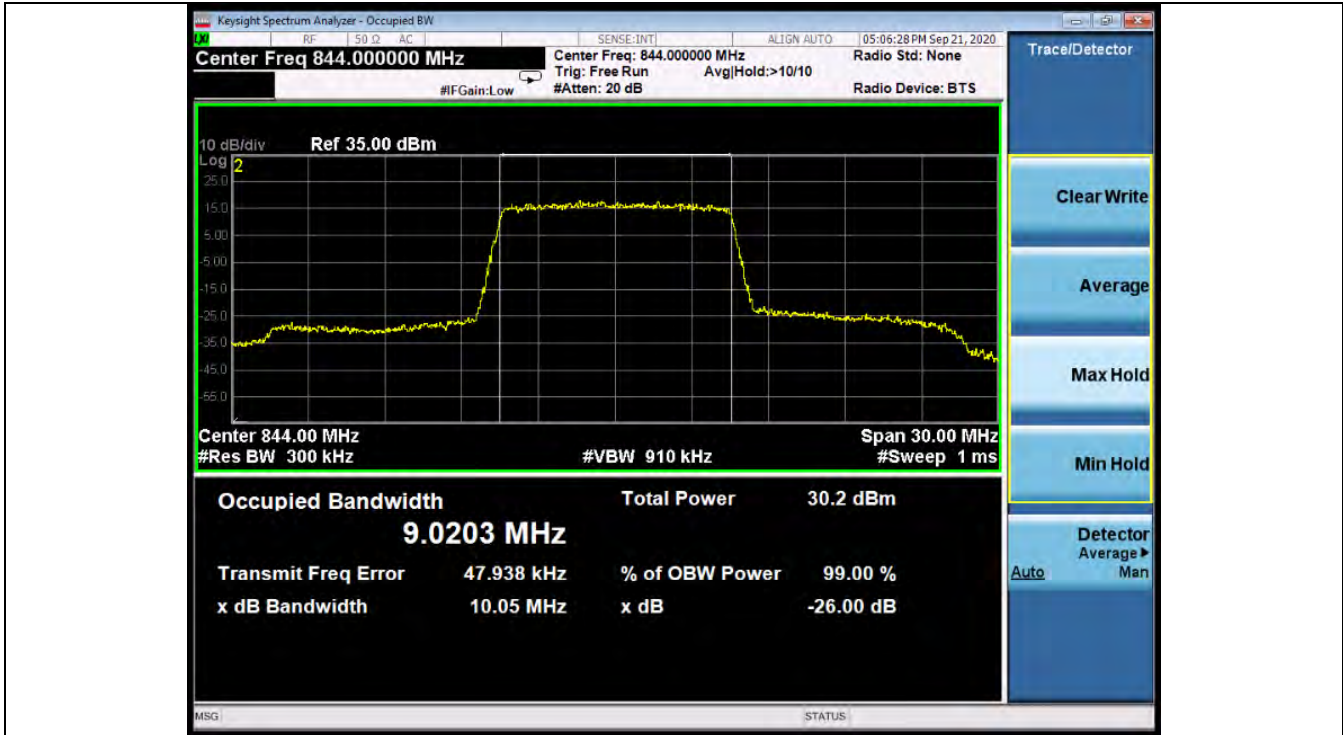 Keysight Spectrum Analyzer - Occupied BW
LXI RF 50 Ω AC SENSE:INT ALIGN AUTO 05:06:28 PM Sep 21, 2020
Center Freq 844.000000 MHz
Center Freq: 844.000000 MHz Radio Std: None
Trig: Free Run Avg|Hold:>10/10
#IFGain:Low #Atten: 20 dB Radio Device: BTS
Trace/Detector
10 dB/div Ref 35.00 dBm
Log 2
25.0
15.0
5.00
-5.00
-15.0
-25.0
-35.0
-45.0
-55.0
Center 844.00 MHz Span 30.00 MHz
#Res BW 300 kHz #VBW 910 kHz #Sweep 1 ms
Occupied Bandwidth Total Power 30.2 dBm
9.0203 MHz
Transmit Freq Error 47.938 kHz % of OBW Power 99.00 %
x dB Bandwidth 10.05 MHz x dB -26.00 dB
Clear Write
Average
Max Hold
Min Hold
Detector
Average▶
Auto Man
MSG STATUS